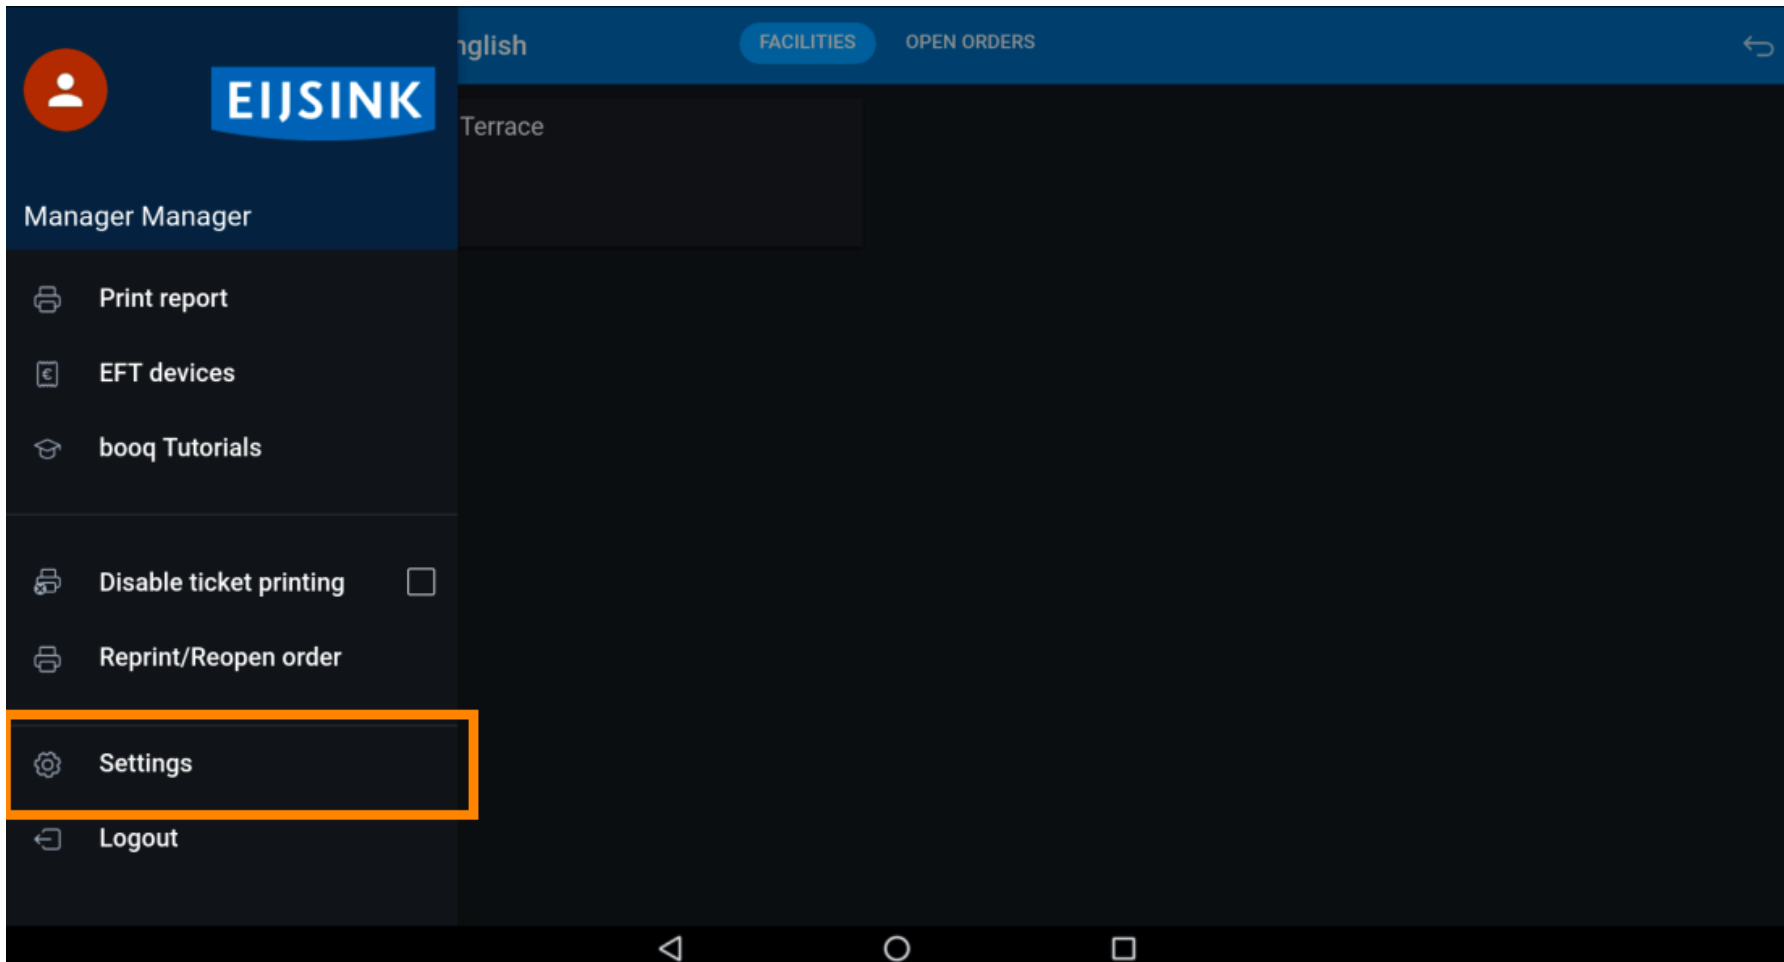 nglish
FACILITIES
OPEN ORDERS
EIJSINK
Terrace
Manager Manager
Print report
EFT devices
booq Tutorials
Disable ticket printing
Reprint/Reopen order
Settings
Logout